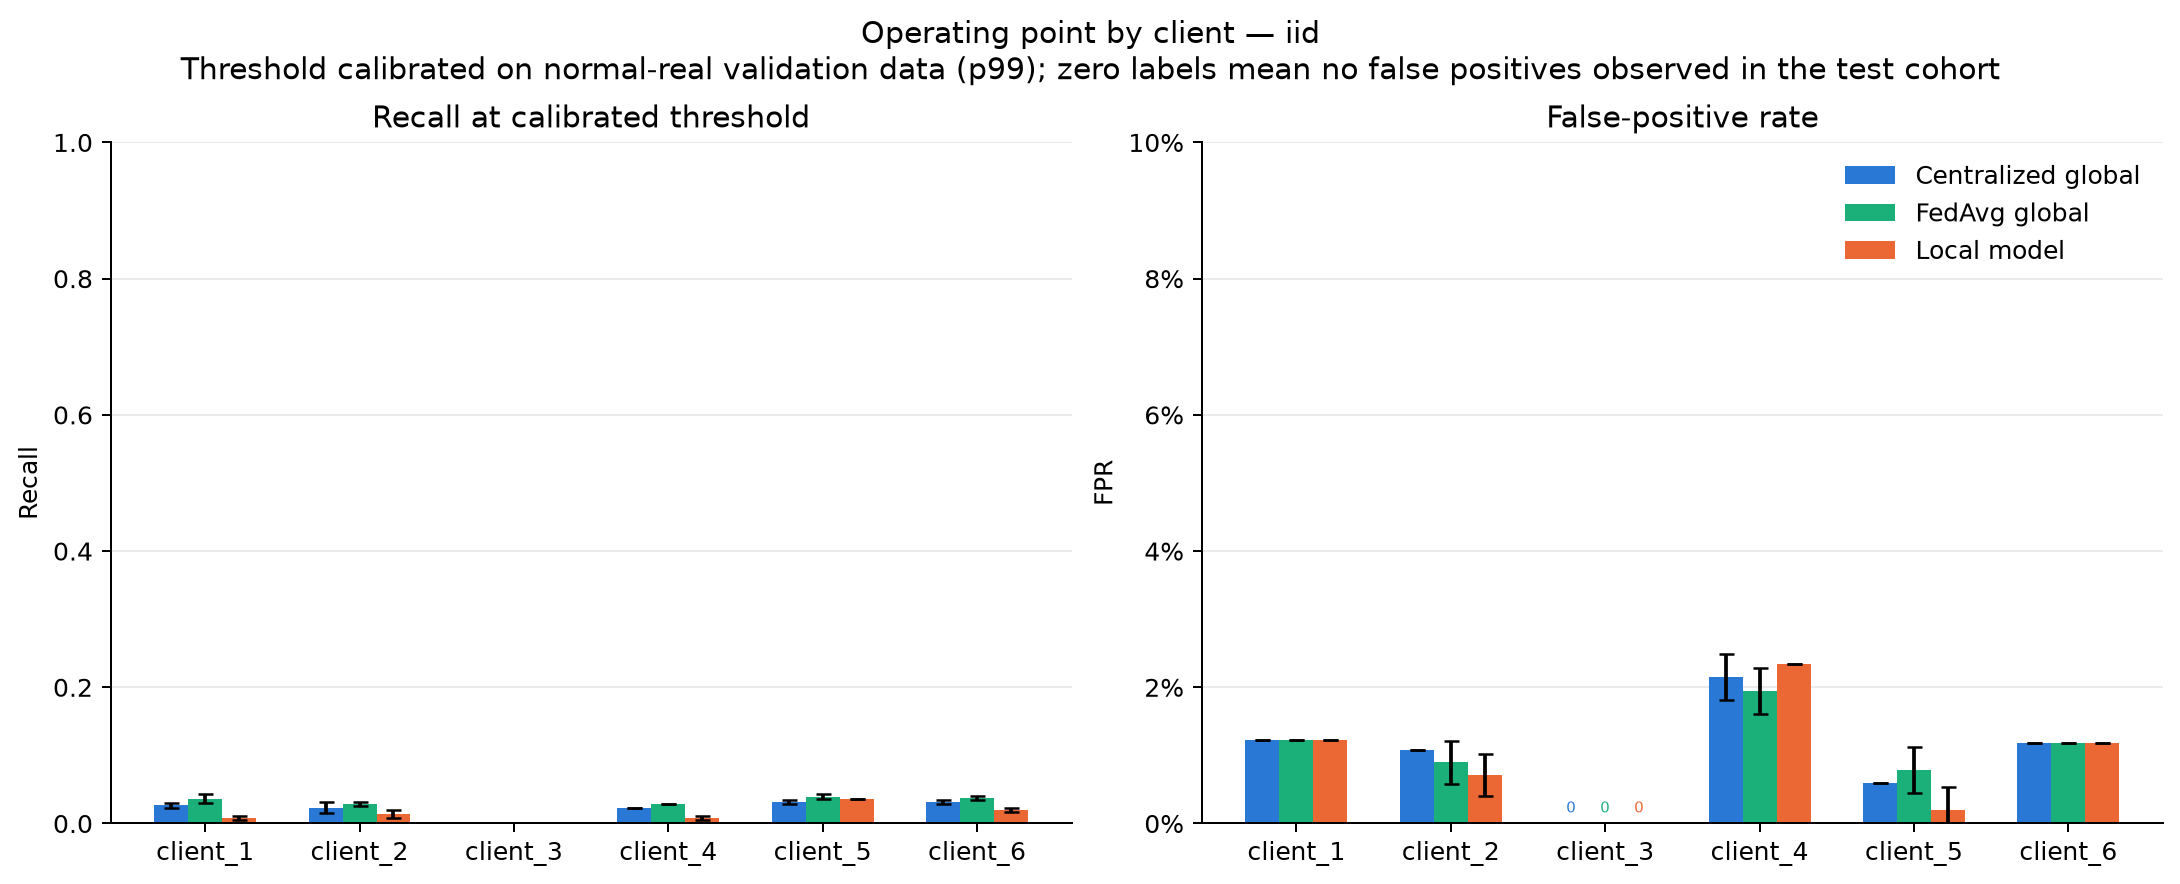 Operating point by client — iid
Threshold calibrated on normal-real validation data (p99); zero labels mean no false positives observed in the test cohort
Recall at calibrated threshold
1.0
0.8
0.6
0.4
0.2
0.0
Recall
client_1
client_2
client_3
client_4
client_5
client_6
False-positive rate
10%
8%
6%
4%
2%
0%
FPR
Centralized global
FedAvg global
Local model
0 0 0
client_1
client_2
client_3
client_4
client_5
client_6